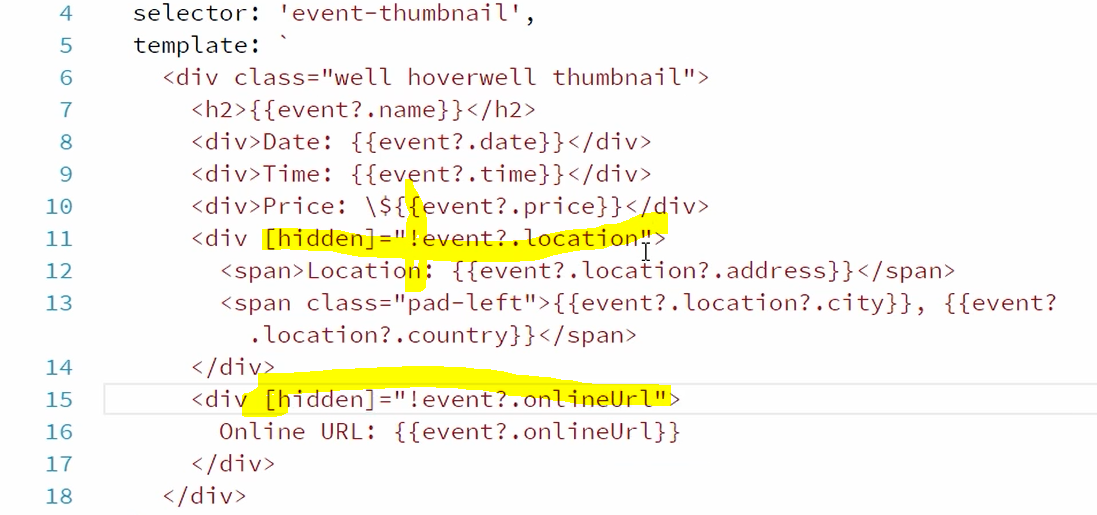 4 selector: 'event-thumbnail',
5 template: `
6 <div class="well hoverwell thumbnail">
7 <h2>{{event?.name}}</h2>
8 <div>Date: {{event?.date}}</div>
9 <div>Time: {{event?.time}}</div>
10 <div>Price: \${{event?.price}}</div>
11 <div [hidden]="!event?.location">
12 <span>Location: {{event?.location?.address}}</span>
13 <span class="pad-left">{{event?.location?.city}}, {{event?
.location?.country}}</span>
14 </div>
15 <div [hidden]="!event?.onlineUrl">
16 Online URL: {{event?.onlineUrl}}
17 </div>
18 </div>